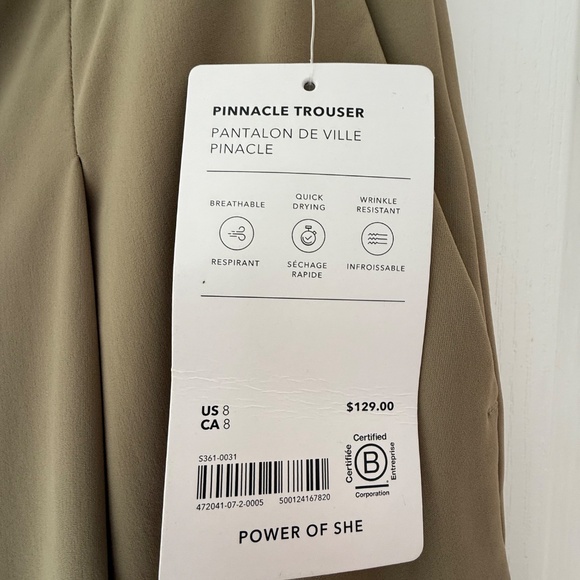 PINNACLE TROUSER
PANTALON DE VILLE
PINACLE
BREATHABLE
QUICK
DRYING
WRINKLE
RESISTANT
RESPIRANT
SÉCHAGE
RAPIDE
INFROISSABLE
US 8
CA 8
$129.00
S361-0031
472041-07-2-0005 500124167820
Certified
Certifiée
B
Entreprise
Corporation
POWER OF SHE